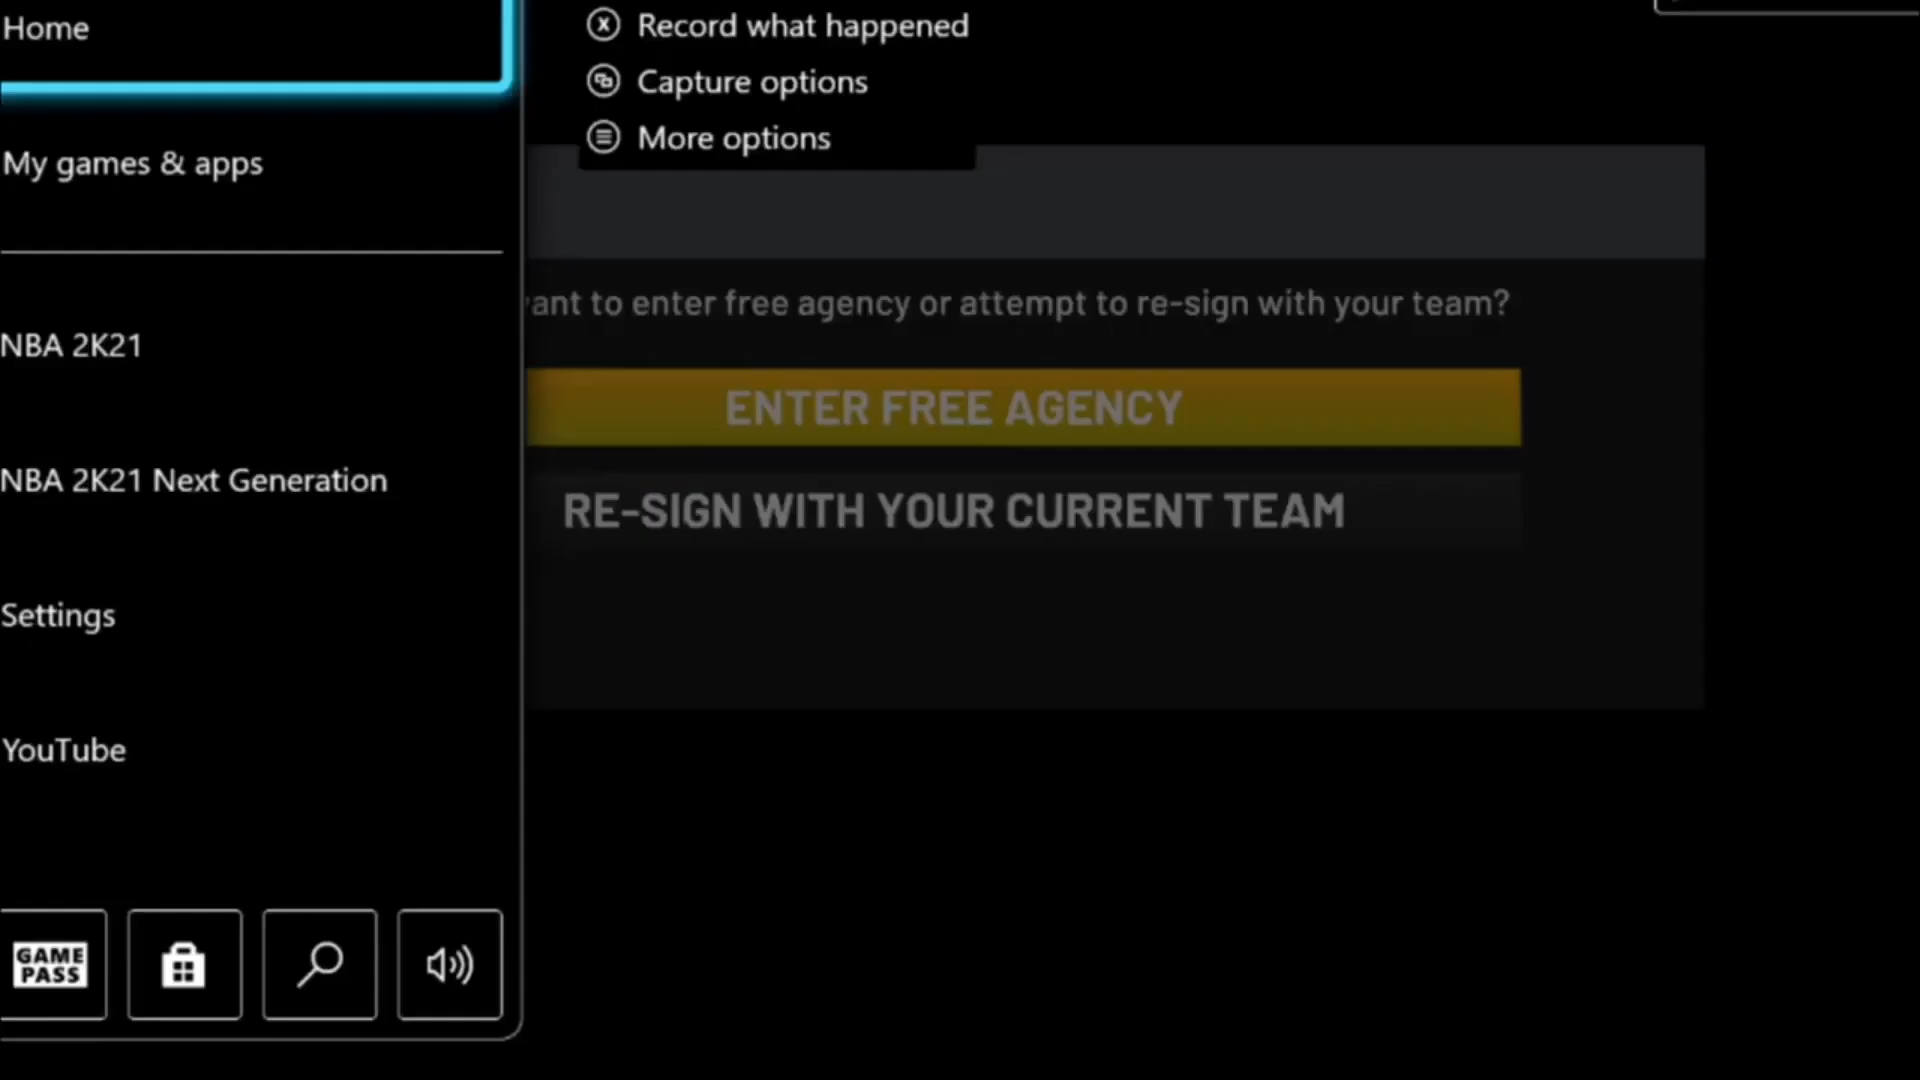 Home
My games & apps
NBA 2K21
NBA 2K21 Next Generation
Settings
YouTube
GAME
PASS
Record what happened
Capture options
More options
to enter free agency or attempt to re-sign with your team?
ENTER FREE AGENCY
RE-SIGN WITH YOUR CURRENT TEAM